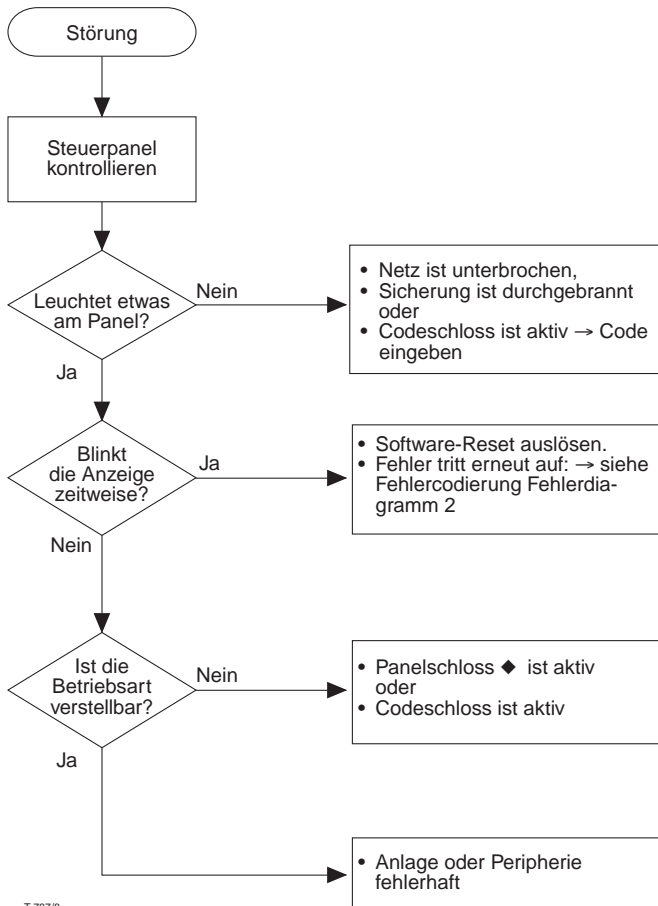 Störung
Steuerpanel
kontrollieren
Leuchtet etwas
am Panel?
Nein
• Netz ist unterbrochen,
• Sicherung ist durchgebrannt
oder
• Codeschloss ist aktiv → Code
eingeben
Ja
Blinkt
die Anzeige
zeitweise?
Ja
• Software-Reset auslösen.
• Fehler tritt erneut auf: → siehe
Fehlercodierung Fehlerdia-
gramm 2
Nein
Ist die
Betriebsart
verstellbar?
Nein
• Panelschloss ◆ ist aktiv
oder
• Codeschloss ist aktiv
Ja
• Anlage oder Peripherie
fehlerhaft